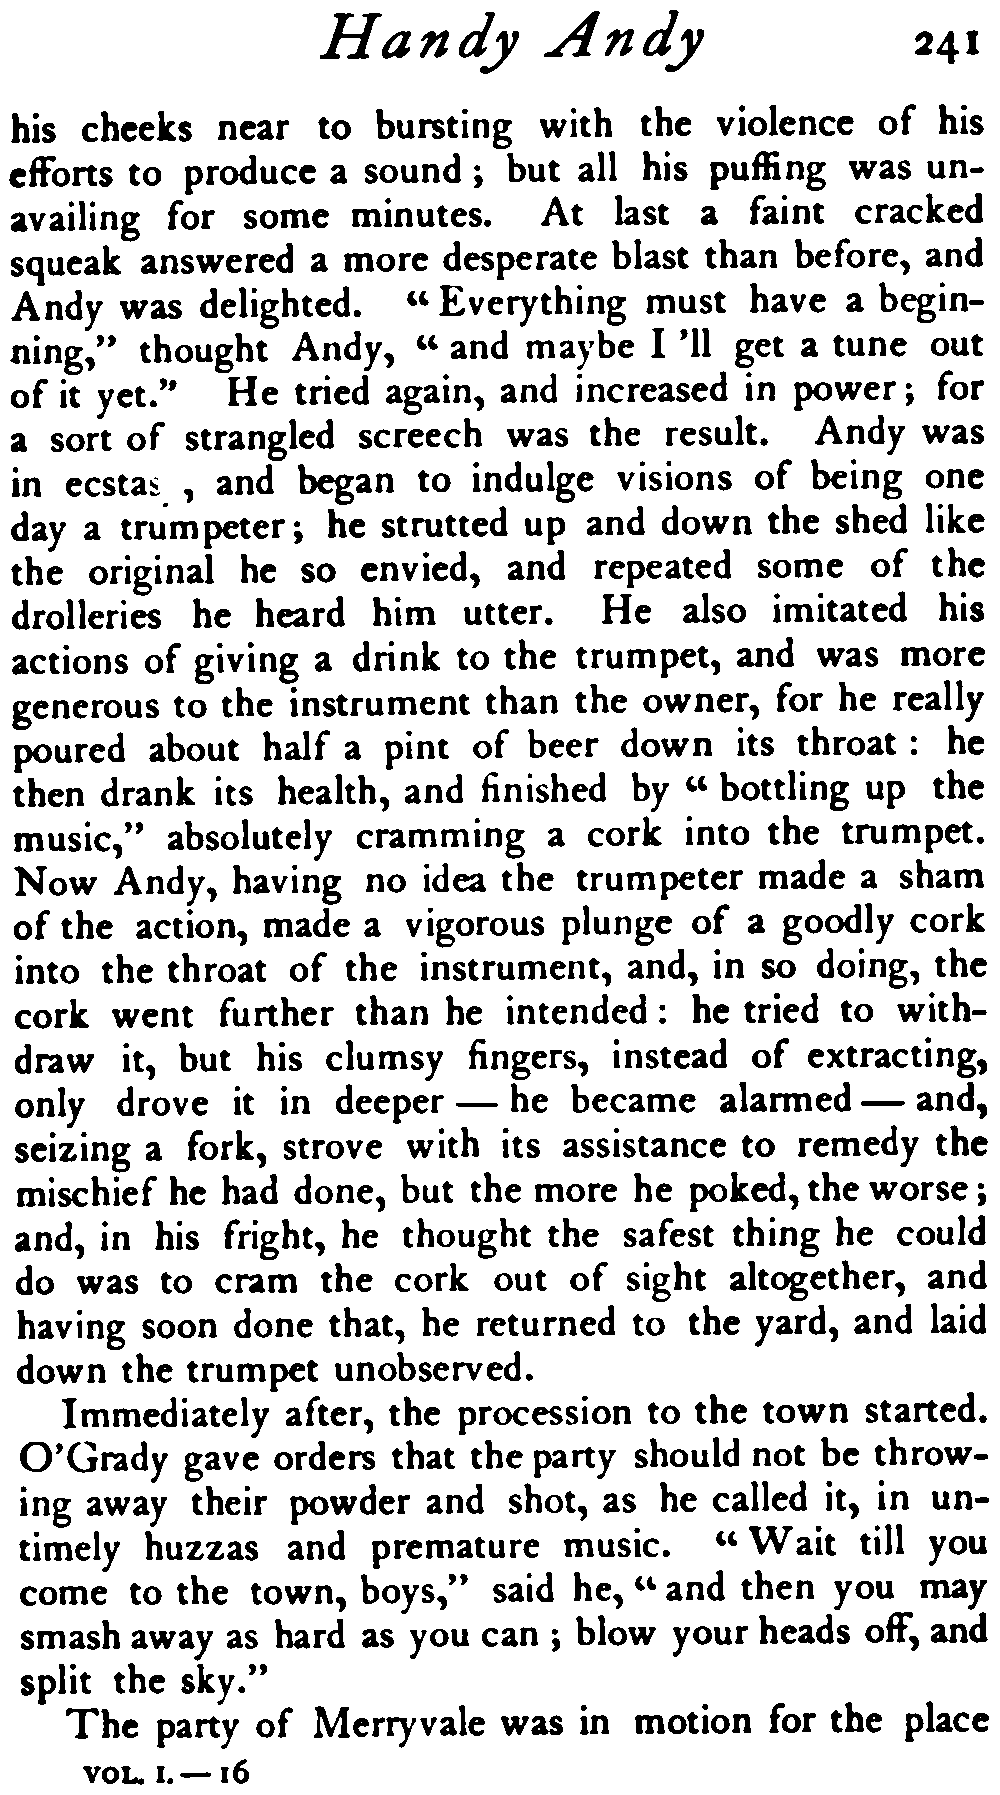 Handy Andy 241
his cheeks near to bursting with the violence of his
efforts to produce a sound; but all his puffing was un-
availing for some minutes. At last a faint cracked
squeak answered a more desperate blast than before, and
Andy was delighted. "Everything must have a begin-
ning," thought Andy, "and maybe I 'll get a tune out
of it yet." He tried again, and increased in power; for
a sort of strangled screech was the result. Andy was
in , and began to indulge visions of being one
day a trumpeter; he strutted up and down the shed like
the original he so envied, and repeated some of the
drolleries he heard him utter. He also imitated his
actions of giving a drink to the trumpet, and was more
generous to the instrument than the owner, for he really
poured about half a pint of beer down its throat: he
then drank its health, and finished by "bottling up the
music," absolutely cramming a cork into the trumpet.
Now Andy, having no idea the trumpeter made a sham
of the action, made a vigorous plunge of a goodly cork
into the throat of the instrument, and, in so doing, the
cork went further than he intended: he tried to with-
draw it, but his clumsy fingers, instead of extracting,
only drove it in deeper — he became alarmed — and,
seizing a fork, strove with its assistance to remedy the
mischief he had done, but the more he poked, the worse;
and, in his fright, he thought the safest thing he could
do was to cram the cork out of sight altogether, and
having soon done that, he returned to the yard, and laid
down the trumpet unobserved.
Immediately after, the procession to the town started.
O'Grady gave orders that the party should not be throw-
ing away their powder and shot, as he called it, in un-
timely huzzas and premature music. "Wait till you
come to the town, boys," said he, "and then you may
smash away as hard as you can; blow your heads off, and
split the sky."
The party of Merryvale was in motion for the place
VOL. I. — 16